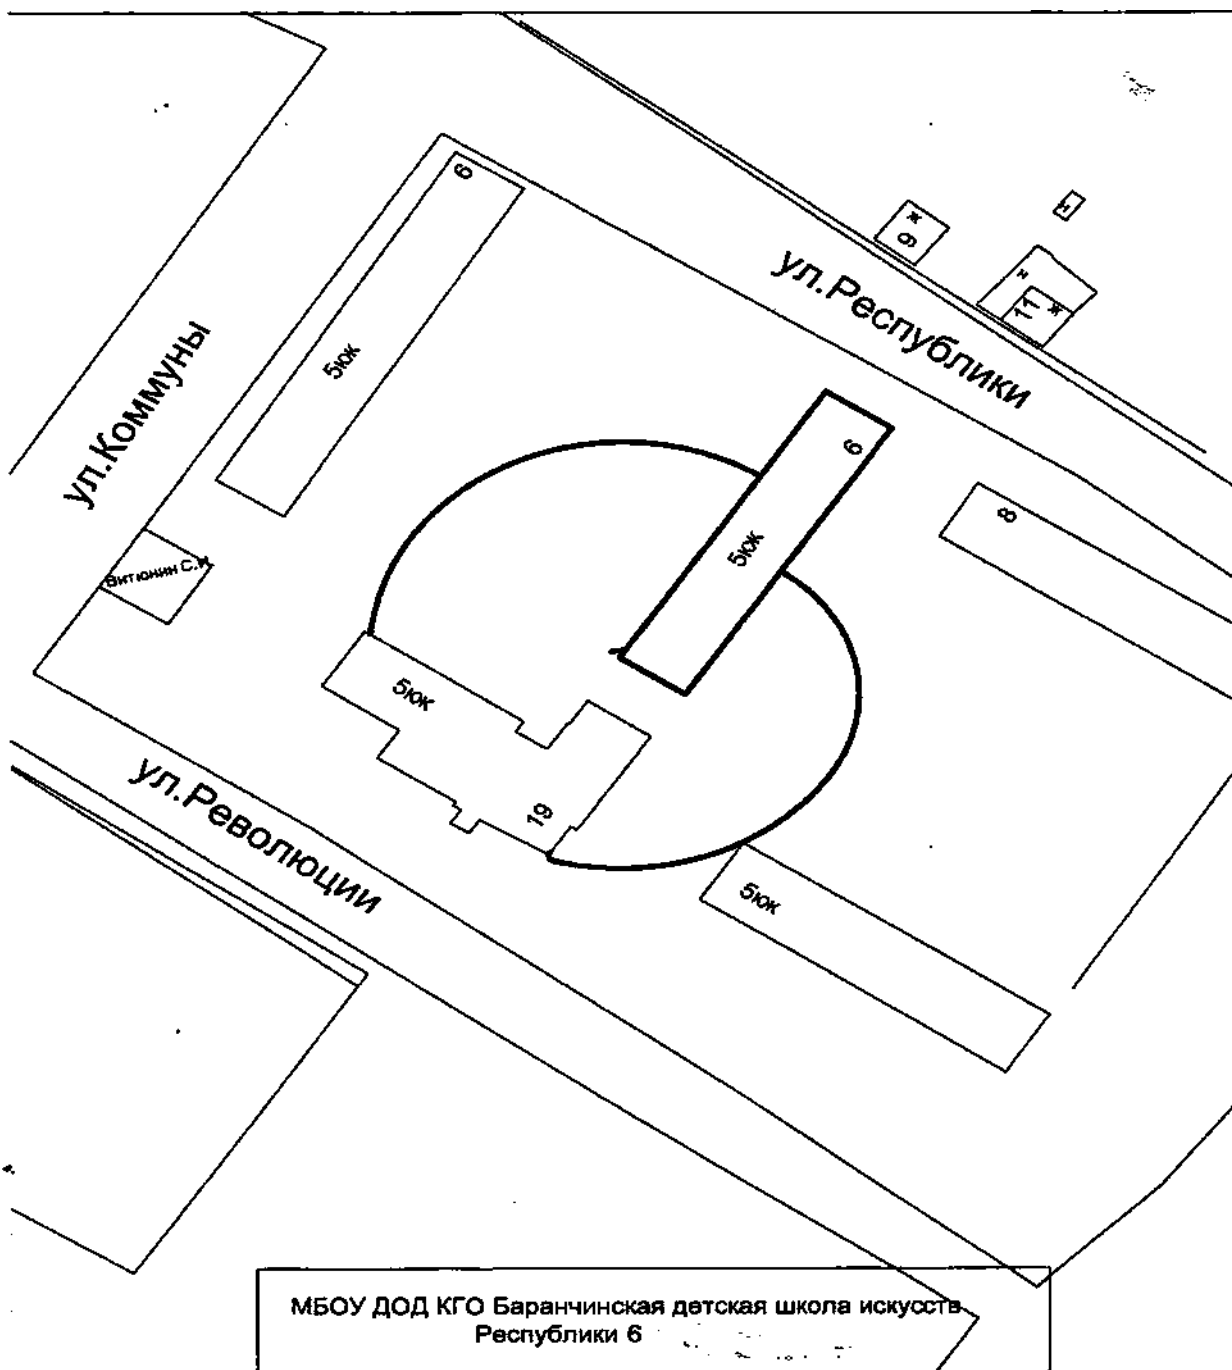 6
5юк
ул.Коммуны
Витюнин С.И
ул.Республики
ж
9
н
н
ж
11
6
5юк
8
5юк
19
ул.Революции
5юк
МБОУ ДОД КГО Баранчинская детская школа искусств
Республики 6